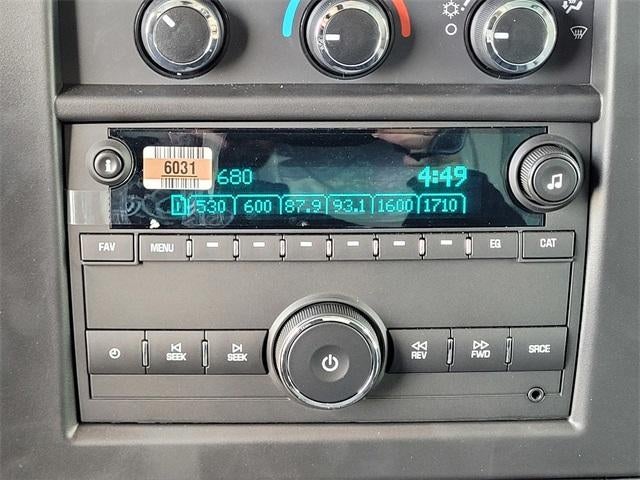 6031
680 4:49
1 530 600 87.9 93.1 1600 1710
FAV MENU EQ CAT
SEEK SEEK REV FWD SRCE